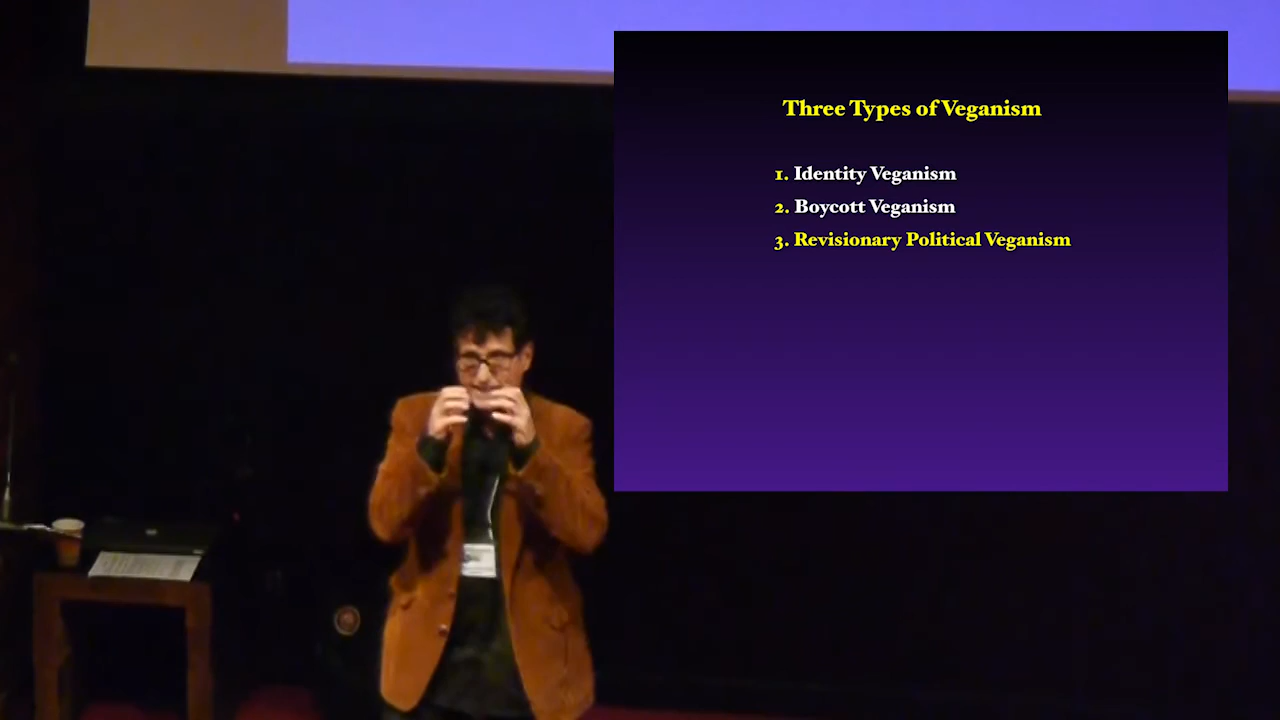 Three Types of Veganism
1. Identity Veganism
2. Boycott Veganism
3. Revisionary Political Veganism